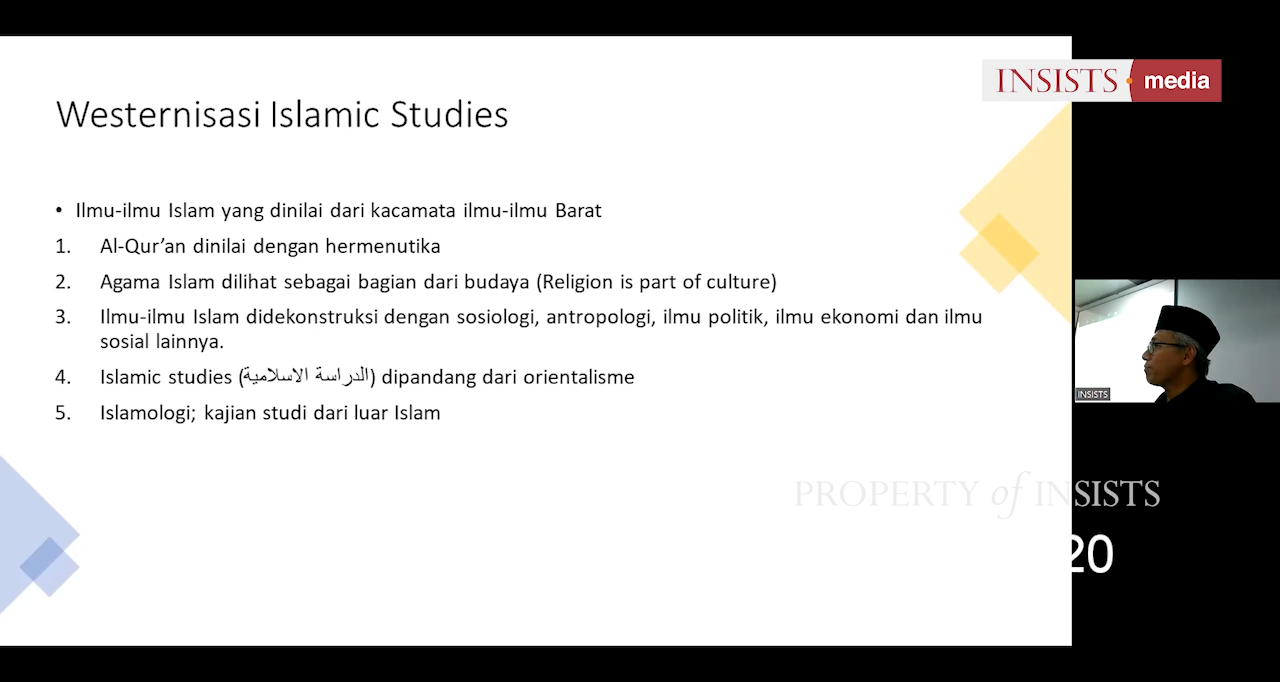 INSISTS media
Westernisasi Islamic Studies
• Ilmu-ilmu Islam yang dinilai dari kacamata ilmu-ilmu Barat
1. Al-Qur’an dinilai dengan hermenutika
2. Agama Islam dilihat sebagai bagian dari budaya (Religion is part of culture)
3. Ilmu-ilmu Islam didekonstruksi dengan sosiologi, antropologi, ilmu politik, ilmu ekonomi dan ilmu
sosial lainnya.
4. Islamic studies (الدراسة الاسلامية) dipandang dari orientalisme
5. Islamologi; kajian studi dari luar Islam
INSISTS
PROPERTY of INSISTS
20